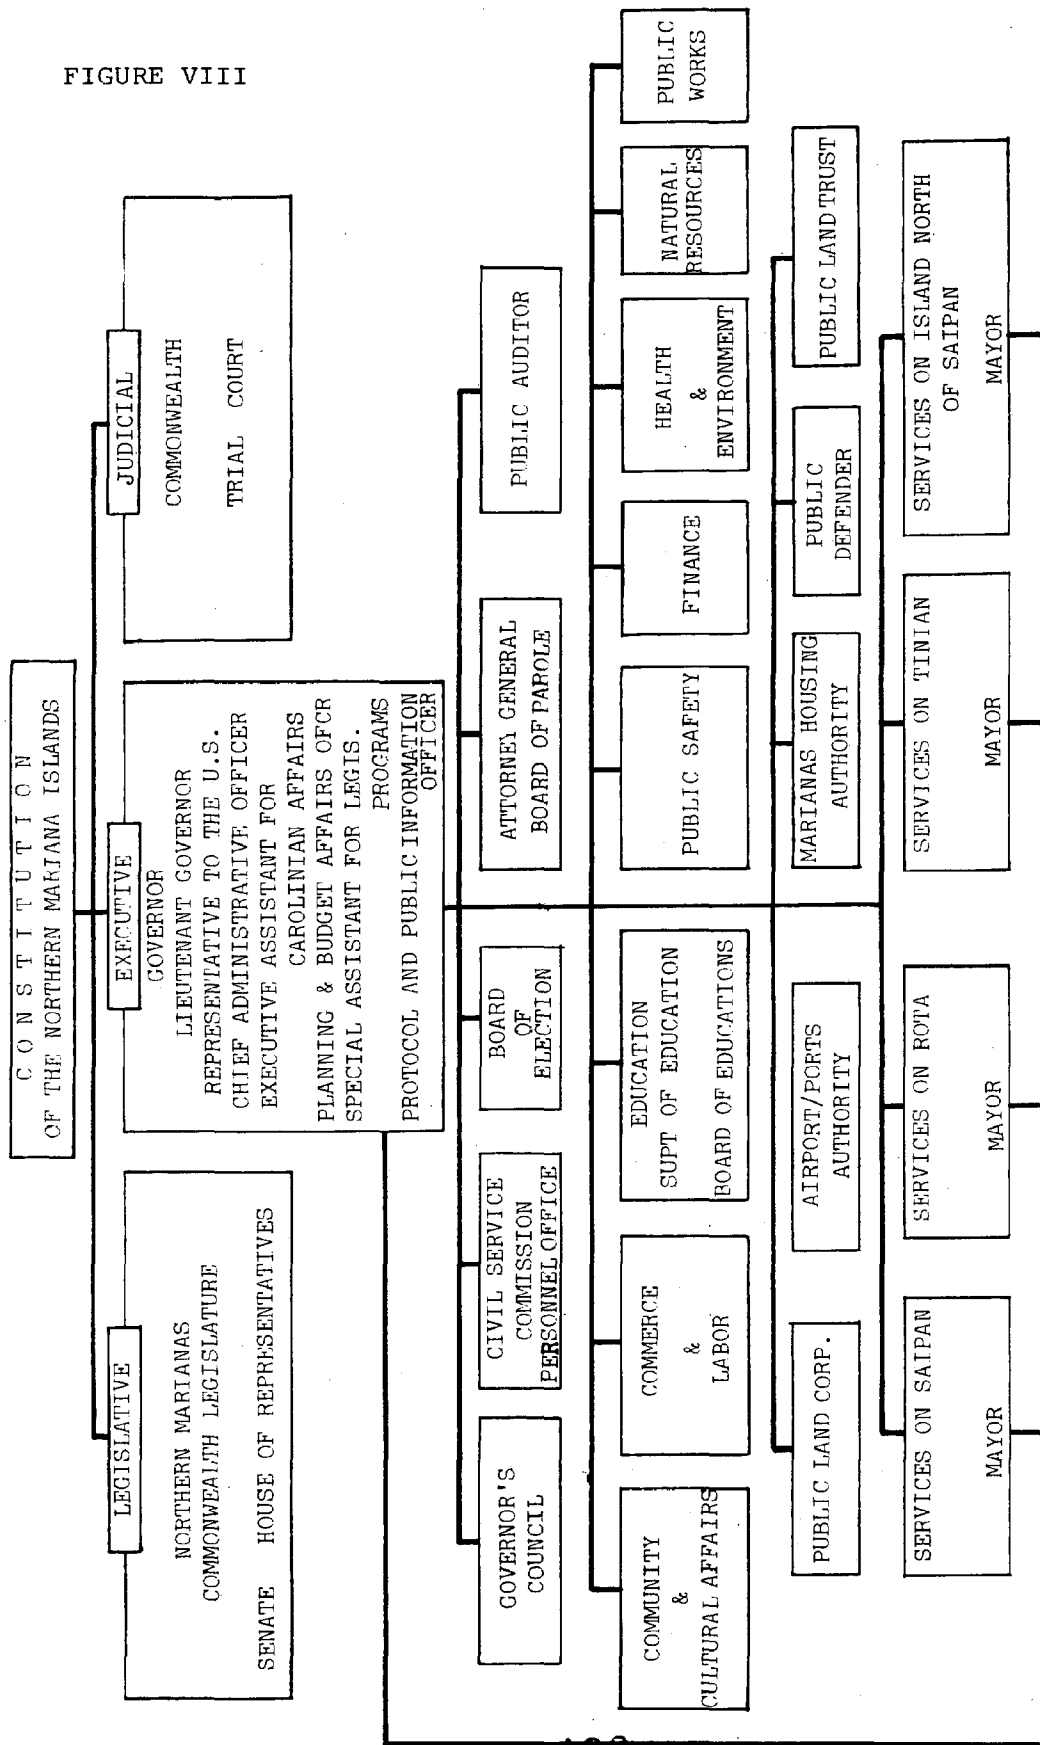 FIGURE VIII
C O N S T I T U T I O N
OF THE NORTHERN MARIANA ISLANDS
LEGISLATIVE
NORTHERN MARIANAS
COMMONWEALTH LEGISLATURE
SENATE HOUSE OF REPRESENTATIVES
EXECUTIVE
GOVERNOR
LIEUTENANT GOVERNOR
REPRESENTATIVE TO THE U.S.
CHIEF ADMINISTRATIVE OFFICER
EXECUTIVE ASSISTANT FOR
CAROLINIAN AFFAIRS
PLANNING & BUDGET AFFAIRS OFCR
SPECIAL ASSISTANT FOR LEGIS.
PROGRAMS
PROTOCOL AND PUBLIC INFORMATION
OFFICER
JUDICIAL
COMMONWEALTH
TRIAL COURT
GOVERNOR'S
COUNCIL
CIVIL SERVICE
COMMISSION
PERSONNEL OFFICE
BOARD
OF
ELECTION
ATTORNEY GENERAL
BOARD OF PAROLE
PUBLIC AUDITOR
COMMUNITY
&
CULTURAL AFFAIRS
COMMERCE
&
LABOR
EDUCATION
SUPT OF EDUCATION
BOARD OF EDUCATIONS
PUBLIC SAFETY
FINANCE
HEALTH
&
ENVIRONMENT
NATURAL
RESOURCES
PUBLIC
WORKS
PUBLIC LAND CORP.
AIRPORT/PORTS
AUTHORITY
MARIANAS HOUSING
AUTHORITY
PUBLIC
DEFENDER
PUBLIC LAND TRUST
SERVICES ON SAIPAN
MAYOR
SERVICES ON ROTA
MAYOR
SERVICES ON TINIAN
MAYOR
SERVICES ON ISLAND NORTH
OF SAIPAN
MAYOR